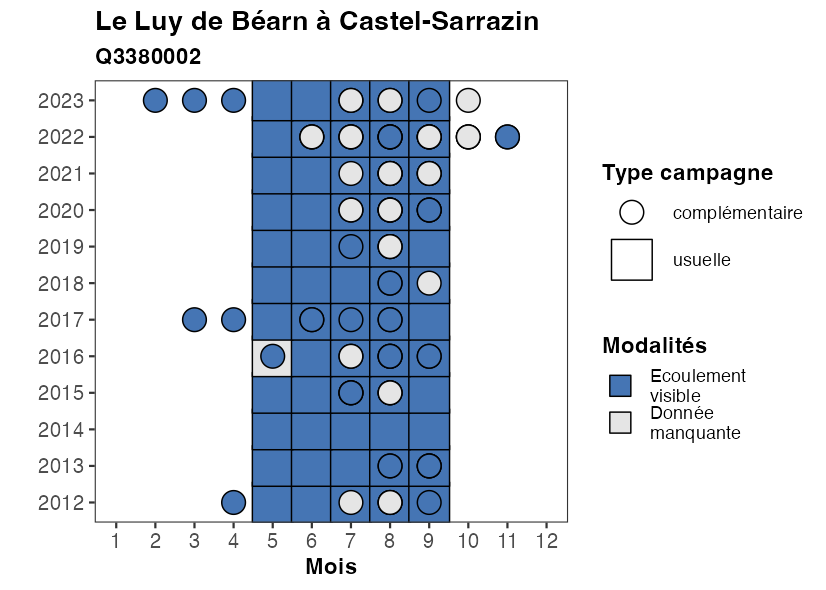 Le Luy de Béarn à Castel-Sarrazin
Q3380002
2023
2022
2021
2020
2019
2018
2017
2016
2015
2014
2013
2012
1 2 3 4 5 6 7 8 9 10 11 12
Mois
Type campagne
complémentaire
usuelle
Modalités
Ecoulement
visible
Donnée
manquante